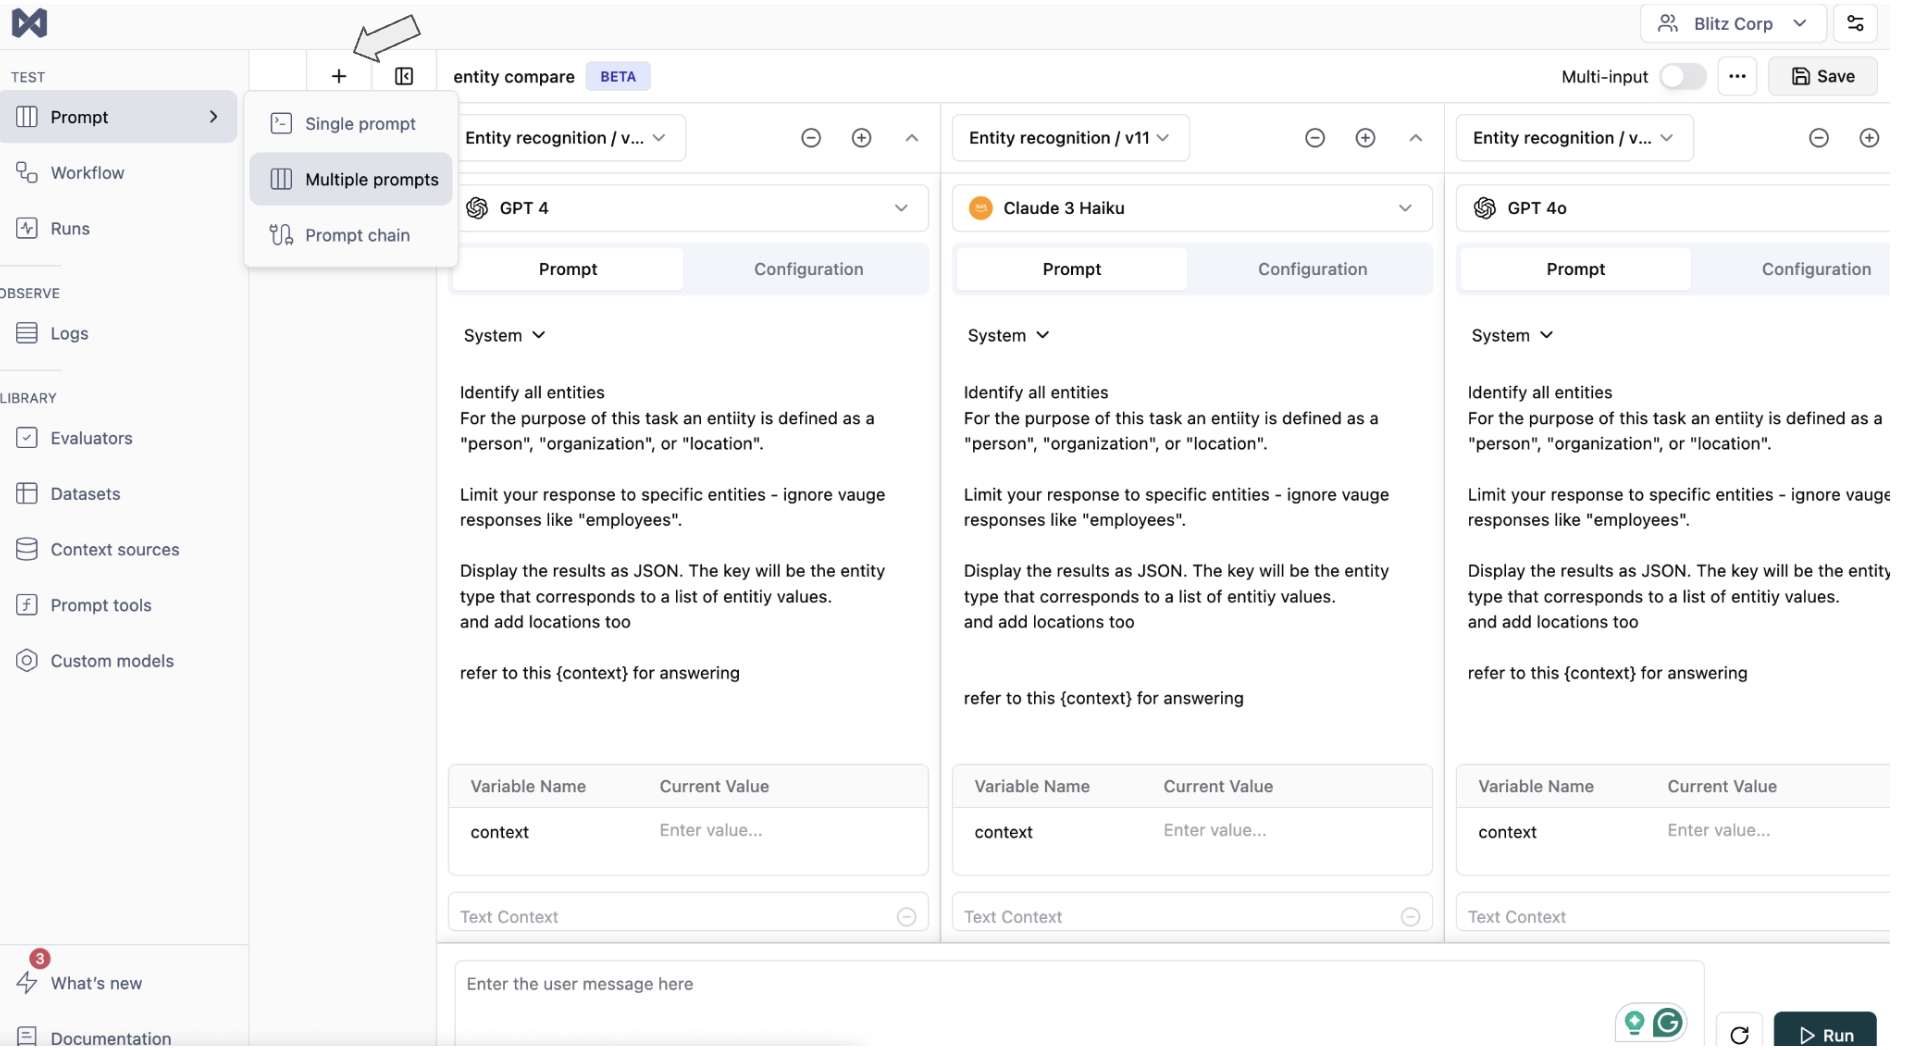 Blitz Corp
TEST
Prompt
Workflow
Runs
OBSERVE
Logs
LIBRARY
Evaluators
Datasets
Context sources
Prompt tools
Custom models
3
What's new
Documentation
Single prompt
Multiple prompts
Prompt chain
entity compare BETA
Multi-input
Save
Entity recognition / v...
GPT 4
Prompt Configuration
System
Identify all entities
For the purpose of this task an entiity is defined as a
"person", "organization", or "location".
Limit your response to specific entities - ignore vauge
responses like "employees".
Display the results as JSON. The key will be the entity
type that corresponds to a list of entitiy values.
and add locations too
refer to this {context} for answering
Variable Name Current Value
context Enter value...
Text Context
Entity recognition / v11
Claude 3 Haiku
Prompt Configuration
System
Identify all entities
For the purpose of this task an entiity is defined as a
"person", "organization", or "location".
Limit your response to specific entities - ignore vauge
responses like "employees".
Display the results as JSON. The key will be the entity
type that corresponds to a list of entitiy values.
and add locations too
refer to this {context} for answering
Variable Name Current Value
context Enter value...
Text Context
Entity recognition / v...
GPT 4o
Prompt Configuration
System
Identify all entities
For the purpose of this task an entiity is defined as a
"person", "organization", or "location".
Limit your response to specific entities - ignore vauge
responses like "employees".
Display the results as JSON. The key will be the entity
type that corresponds to a list of entitiy values.
and add locations too
refer to this {context} for answering
Variable Name Current Value
context Enter value...
Text Context
Enter the user message here
Run